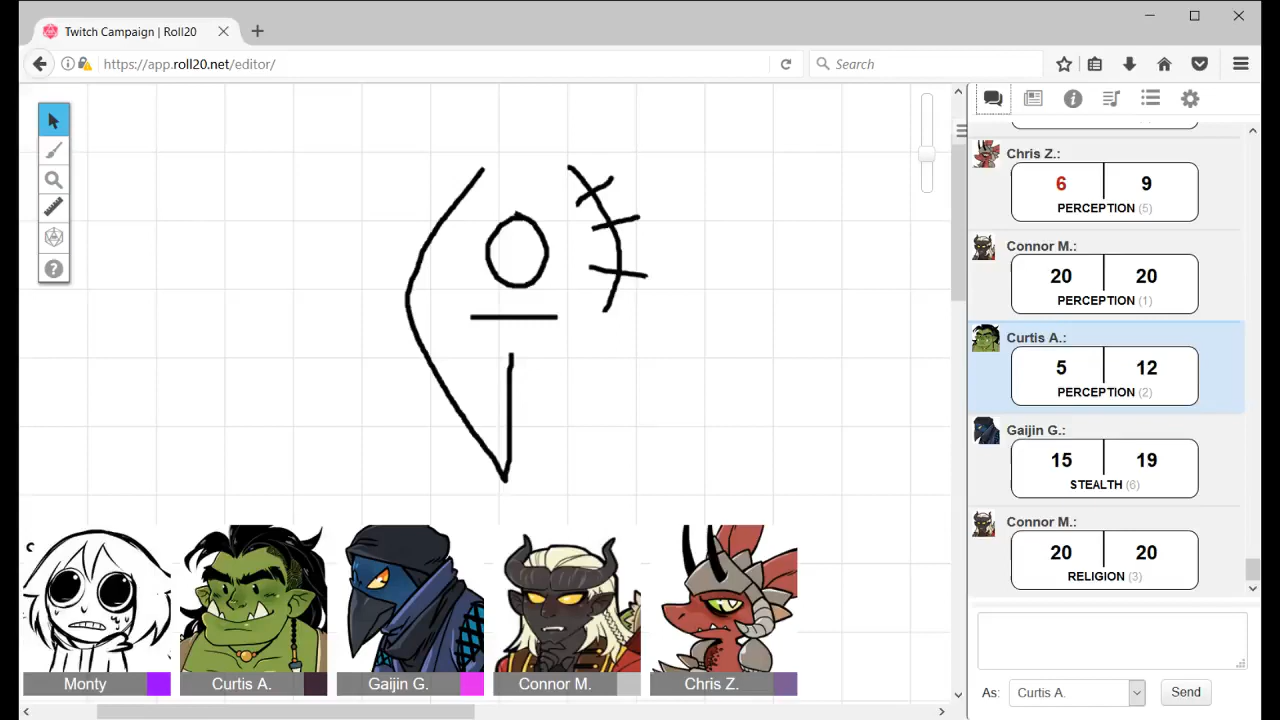 Twitch Campaign | Roll20
https://app.roll20.net/editor/
Search
Chris Z.:
6 9
PERCEPTION (5)
Connor M.:
20 20
PERCEPTION (1)
Curtis A.:
5 12
PERCEPTION (2)
Gaijin G.:
15 19
STEALTH (6)
Connor M.:
20 20
RELIGION (3)
As: Curtis A. Send
Monty Curtis A. Gaijin G. Connor M. Chris Z.